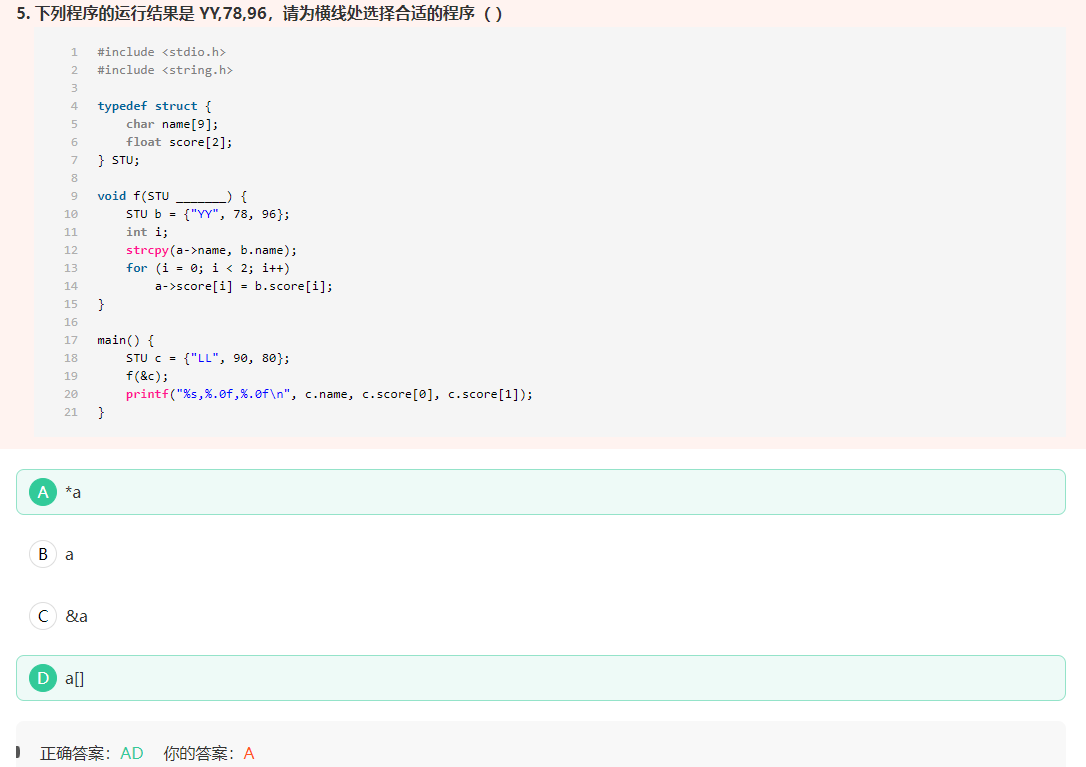 5. 下列程序的运行结果是 YY,78,96，请为横线处选择合适的程序（ ）
1 #include <stdio.h>
2 #include <string.h>
3
4 typedef struct {
5     char name[9];
6     float score[2];
7 } STU;
8
9 void f(STU _______) {
10     STU b = {"YY", 78, 96};
11     int i;
12     strcpy(a->name, b.name);
13     for (i = 0; i < 2; i++)
14         a->score[i] = b.score[i];
15 }
16
17 main() {
18     STU c = {"LL", 90, 80};
19     f(&c);
20     printf("%s,%.0f,%.0f\n", c.name, c.score[0], c.score[1]);
21 }
A *a
B a
C &a
D a[]
正确答案：AD 你的答案：A